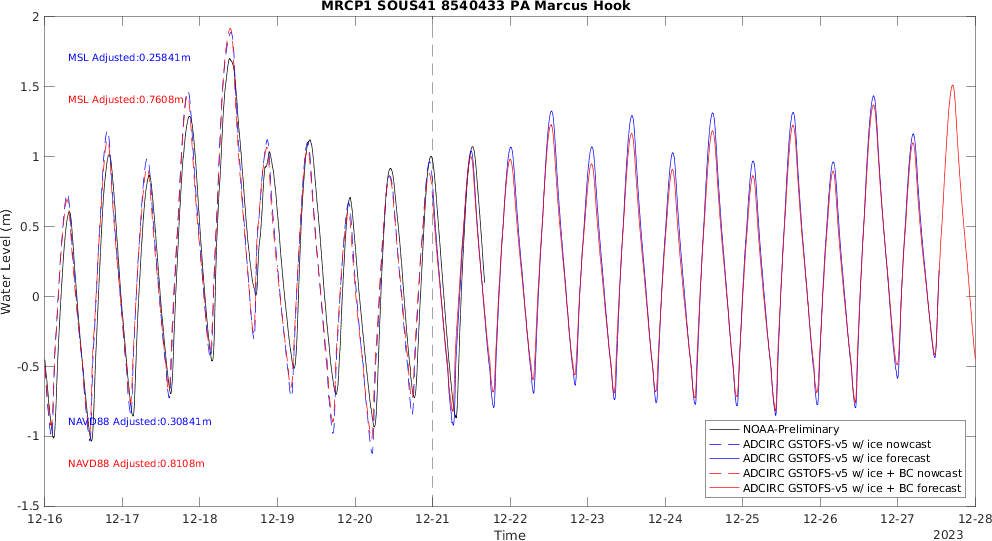 MRCP1 SOUS41 8540433 PA Marcus Hook
2
1.5
1
0.5
0
-0.5
-1
-1.5
Water Level (m)
MSL Adjusted:0.25841m
MSL Adjusted:0.7608m
NAVD88 Adjusted:0.30841m
NAVD88 Adjusted:0.8108m
NOAA-Preliminary
ADCIRC GSTOFS-v5 w/ ice nowcast
ADCIRC GSTOFS-v5 w/ ice forecast
ADCIRC GSTOFS-v5 w/ ice + BC nowcast
ADCIRC GSTOFS-v5 w/ ice + BC forecast
12-16 12-17 12-18 12-19 12-20 12-21 12-22 12-23 12-24 12-25 12-26 12-27 12-28
Time
2023